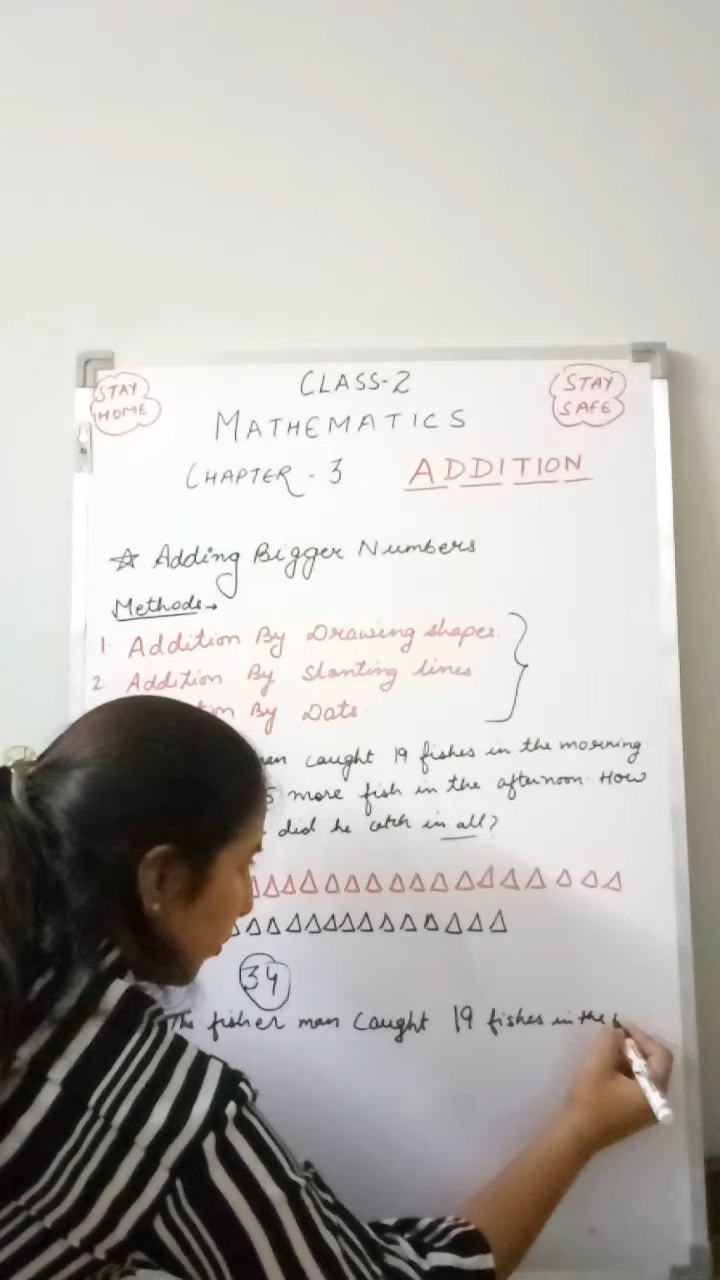 STAY HOME
CLASS-2
STAY SAFE
MATHEMATICS
CHAPTER - 3 ADDITION
☆ Adding Bigger Numbers
Methods→
1. Addition By Drawing shapes.
2 Addition By Slanting lines
By Dots.
caught 19 fishes in the morning
5 more fish in the afternoon. How
did he catch in all?
34
The fisher man caught 19 fishes in the